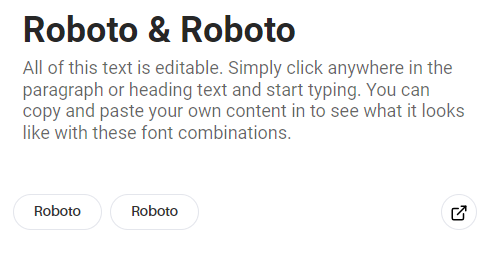 Roboto & Roboto
All of this text is editable. Simply click anywhere in the
paragraph or heading text and start typing. You can
copy and paste your own content in to see what it looks
like with these font combinations.
Roboto Roboto